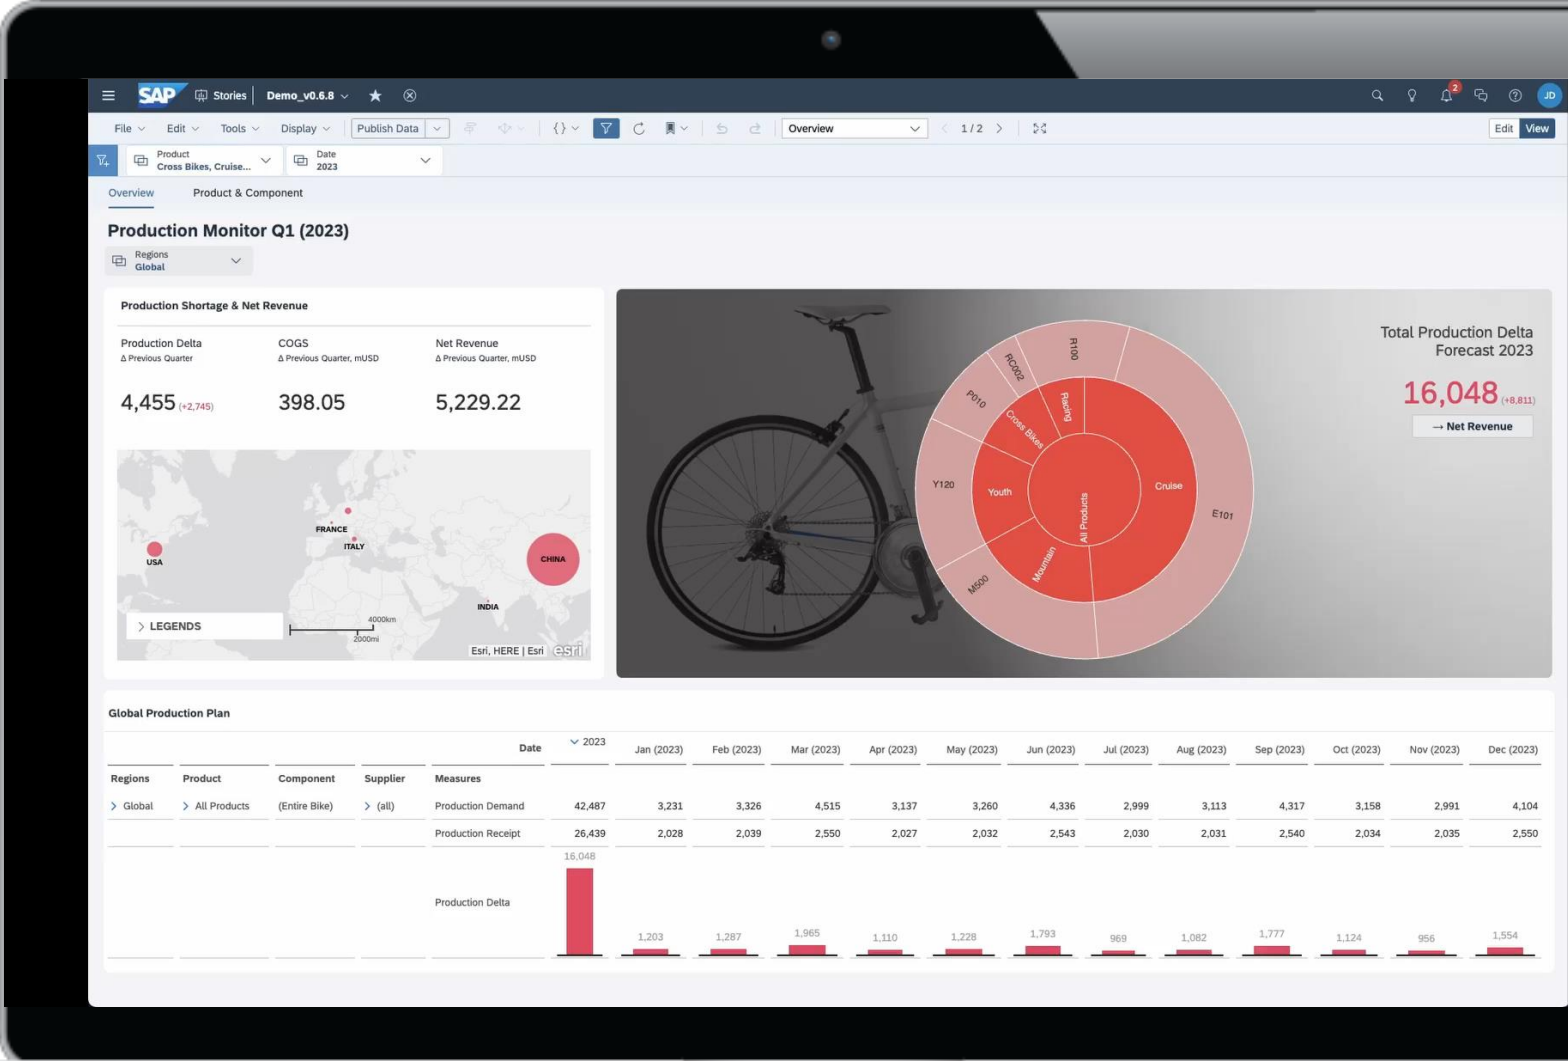 SAP Stories Demo_v0.6.8 2 JD
File Edit Tools Display Publish Data {} Overview 1/2 Edit View
Product
Cross Bikes, Cruise...
Date
2023
Overview Product & Component
Production Monitor Q1 (2023)
Regions
Global
Production Shortage & Net Revenue
Production Delta COGS Net Revenue
Δ Previous Quarter Δ Previous Quarter, mUSD Δ Previous Quarter, mUSD
4,455 (+2,745) 398.05 5,229.22
FRANCE
ITALY
USA
CHINA
INDIA
LEGENDS
4000km
2000mi
Esri, HERE | Esri esri
R100
RC002
P010
Racing
Cross Bikes
Y120
Youth
Cruise
E101
All Products
Mountain
M500
Total Production Delta
Forecast 2023
16,048 (+8,811)
→ Net Revenue
Global Production Plan
Date 2023 Jan (2023) Feb (2023) Mar (2023) Apr (2023) May (2023) Jun (2023) Jul (2023) Aug (2023) Sep (2023) Oct (2023) Nov (2023) Dec (2023)
Regions Product Component Supplier Measures
Global All Products (Entire Bike) (all) Production Demand 42,487 3,231 3,326 4,515 3,137 3,260 4,336 2,999 3,113 4,317 3,158 2,991 4,104
Production Receipt 26,439 2,028 2,039 2,550 2,027 2,032 2,543 2,030 2,031 2,540 2,034 2,035 2,550
Production Delta 16,048 1,203 1,287 1,965 1,110 1,228 1,793 969 1,082 1,777 1,124 956 1,554